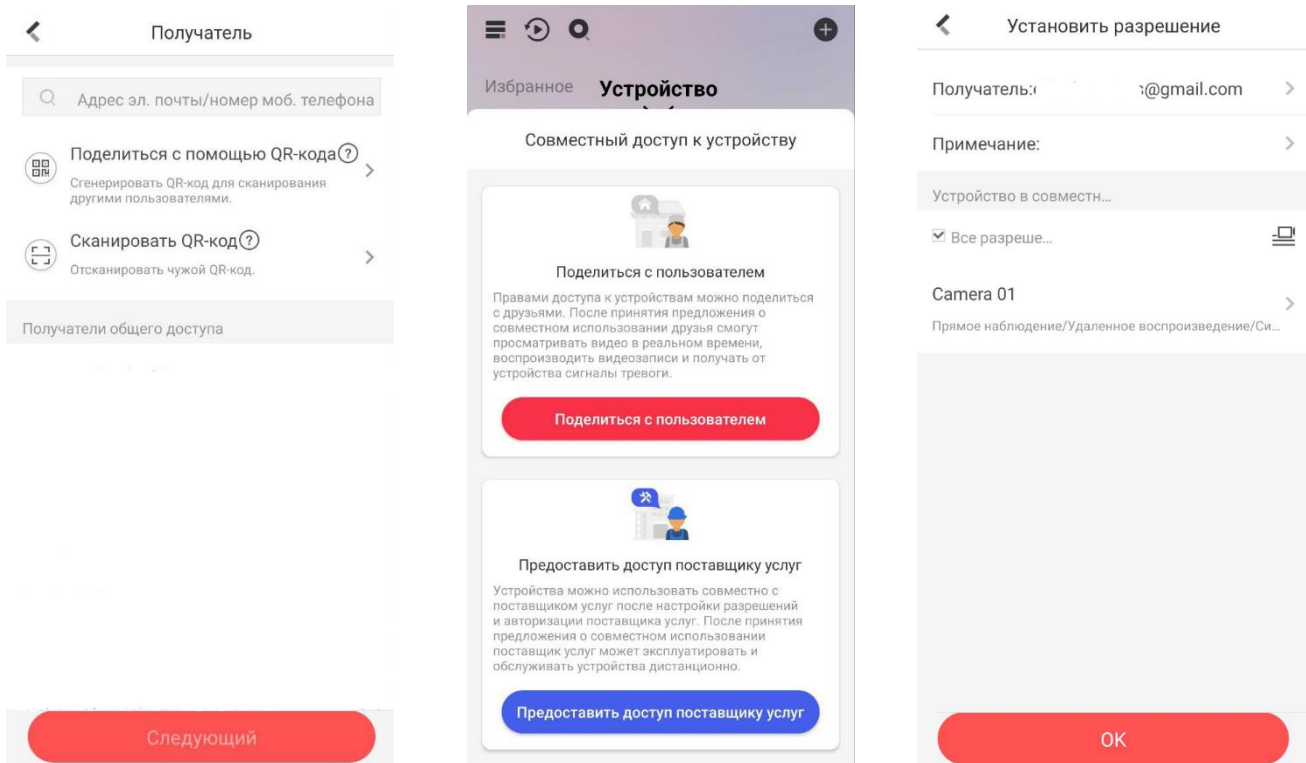 Получатель
Адрес эл. почты/номер моб. телефона
Поделиться с помощью QR-кода?
Сгенерировать QR-код для сканирования
другими пользователями.
Сканировать QR-код?
Отсканировать чужой QR-код.
Получатели общего доступа
Следующий
Избранное Устройство
Совместный доступ к устройству
Поделиться с пользователем
Правами доступа к устройствам можно поделиться
с друзьями. После принятия предложения о
совместном использовании друзья смогут
просматривать видео в реальном времени,
воспроизводить видеозаписи и получать от
устройства сигналы тревоги.
Поделиться с пользователем
Предоставить доступ поставщику услуг
Устройства можно использовать совместно с
поставщиком услуг после настройки разрешений
и авторизации поставщика услуг. После принятия
предложения о совместном использовании
поставщик услуг может эксплуатировать и
обслуживать устройства дистанционно.
Предоставить доступ поставщику услуг
Установить разрешение
Получатель: @gmail.com
Примечание:
Устройство в совместн...
Все разреше...
Camera 01
Прямое наблюдение/Удаленное воспроизведение/Си...
OK